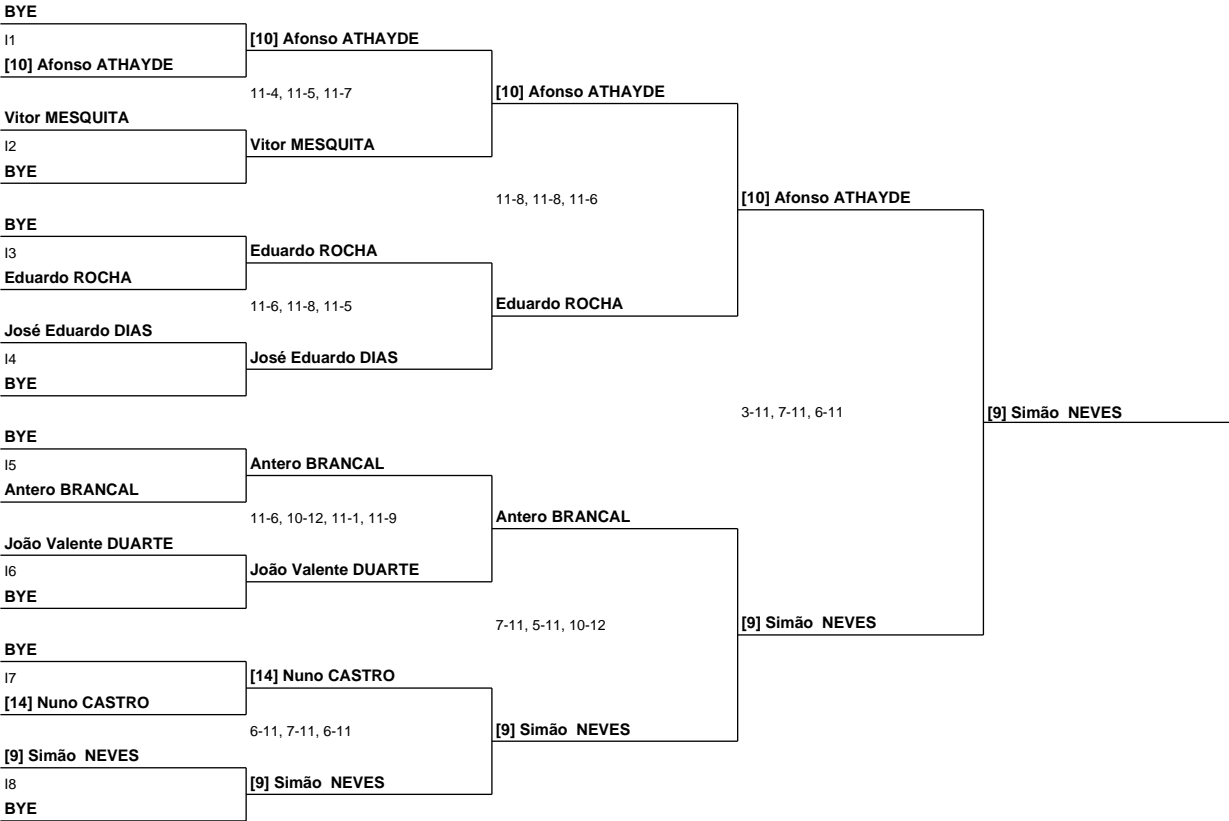 BYE
I1
[10] Afonso ATHAYDE
[10] Afonso ATHAYDE
11-4, 11-5, 11-7
[10] Afonso ATHAYDE
Vitor MESQUITA
I2
Vitor MESQUITA
BYE
11-8, 11-8, 11-6
[10] Afonso ATHAYDE
BYE
I3
Eduardo ROCHA
Eduardo ROCHA
11-6, 11-8, 11-5
Eduardo ROCHA
José Eduardo DIAS
I4
José Eduardo DIAS
BYE
3-11, 7-11, 6-11
[9] Simão  NEVES
BYE
I5
Antero BRANCAL
Antero BRANCAL
11-6, 10-12, 11-1, 11-9
Antero BRANCAL
João Valente DUARTE
I6
João Valente DUARTE
BYE
7-11, 5-11, 10-12
[9] Simão  NEVES
BYE
I7
[14] Nuno CASTRO
[14] Nuno CASTRO
6-11, 7-11, 6-11
[9] Simão  NEVES
[9] Simão  NEVES
I8
[9] Simão  NEVES
BYE